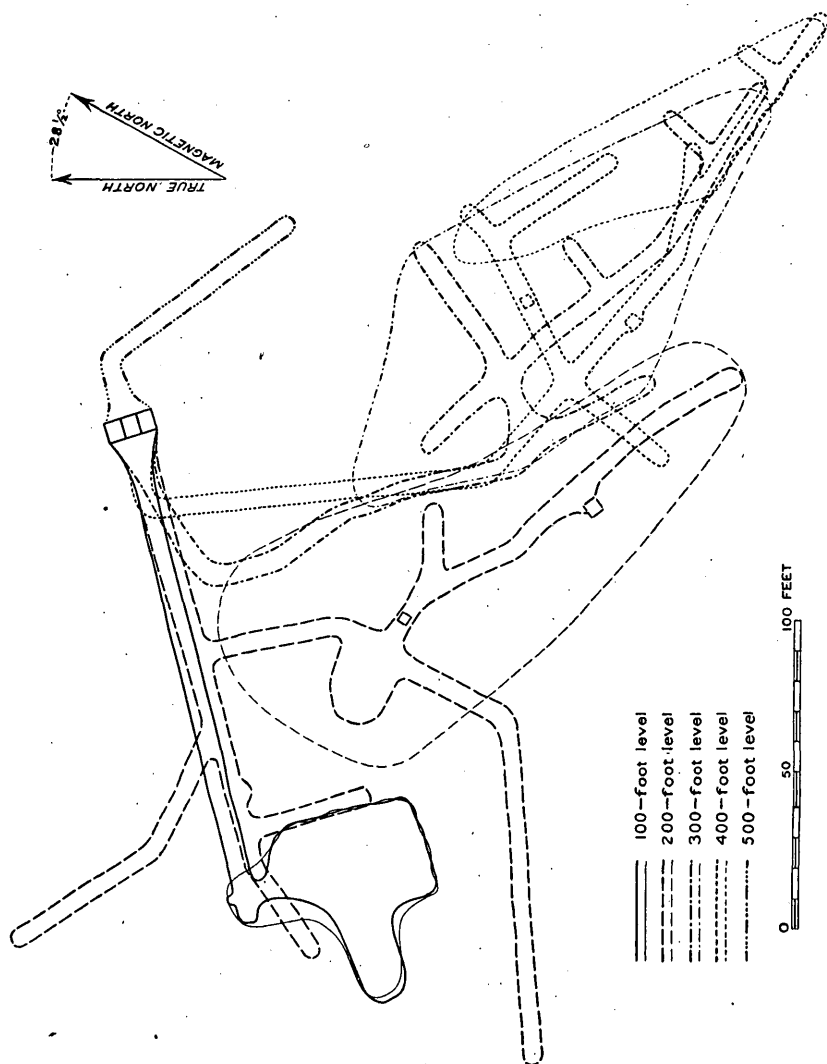 28½°
TRUE NORTH
MAGNETIC NORTH
100-foot level
200-foot level
300-foot level
400-foot level
500-foot level
0 50 100 FEET